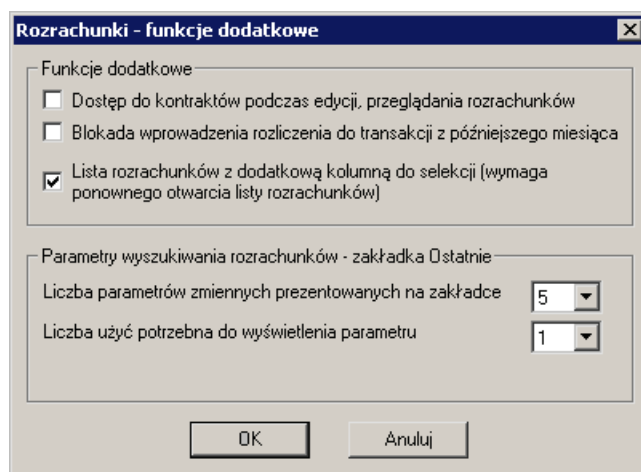 Rozrachunki - funkcje dodatkowe
Funkcje dodatkowe
Dostęp do kontraktów podczas edycji, przeglądania rozrachunków
Blokada wprowadzenia rozliczenia do transakcji z późniejszego miesiąca
Lista rozrachunków z dodatkową kolumną do selekcji (wymaga
ponownego otwarcia listy rozrachunków)
Parametry wyszukiwania rozrachunków - zakładka Ostatnie
Liczba parametrów zmiennych prezentowanych na zakładce 5
Liczba użyć potrzebna do wyświetlenia parametru 1
OK Anuluj